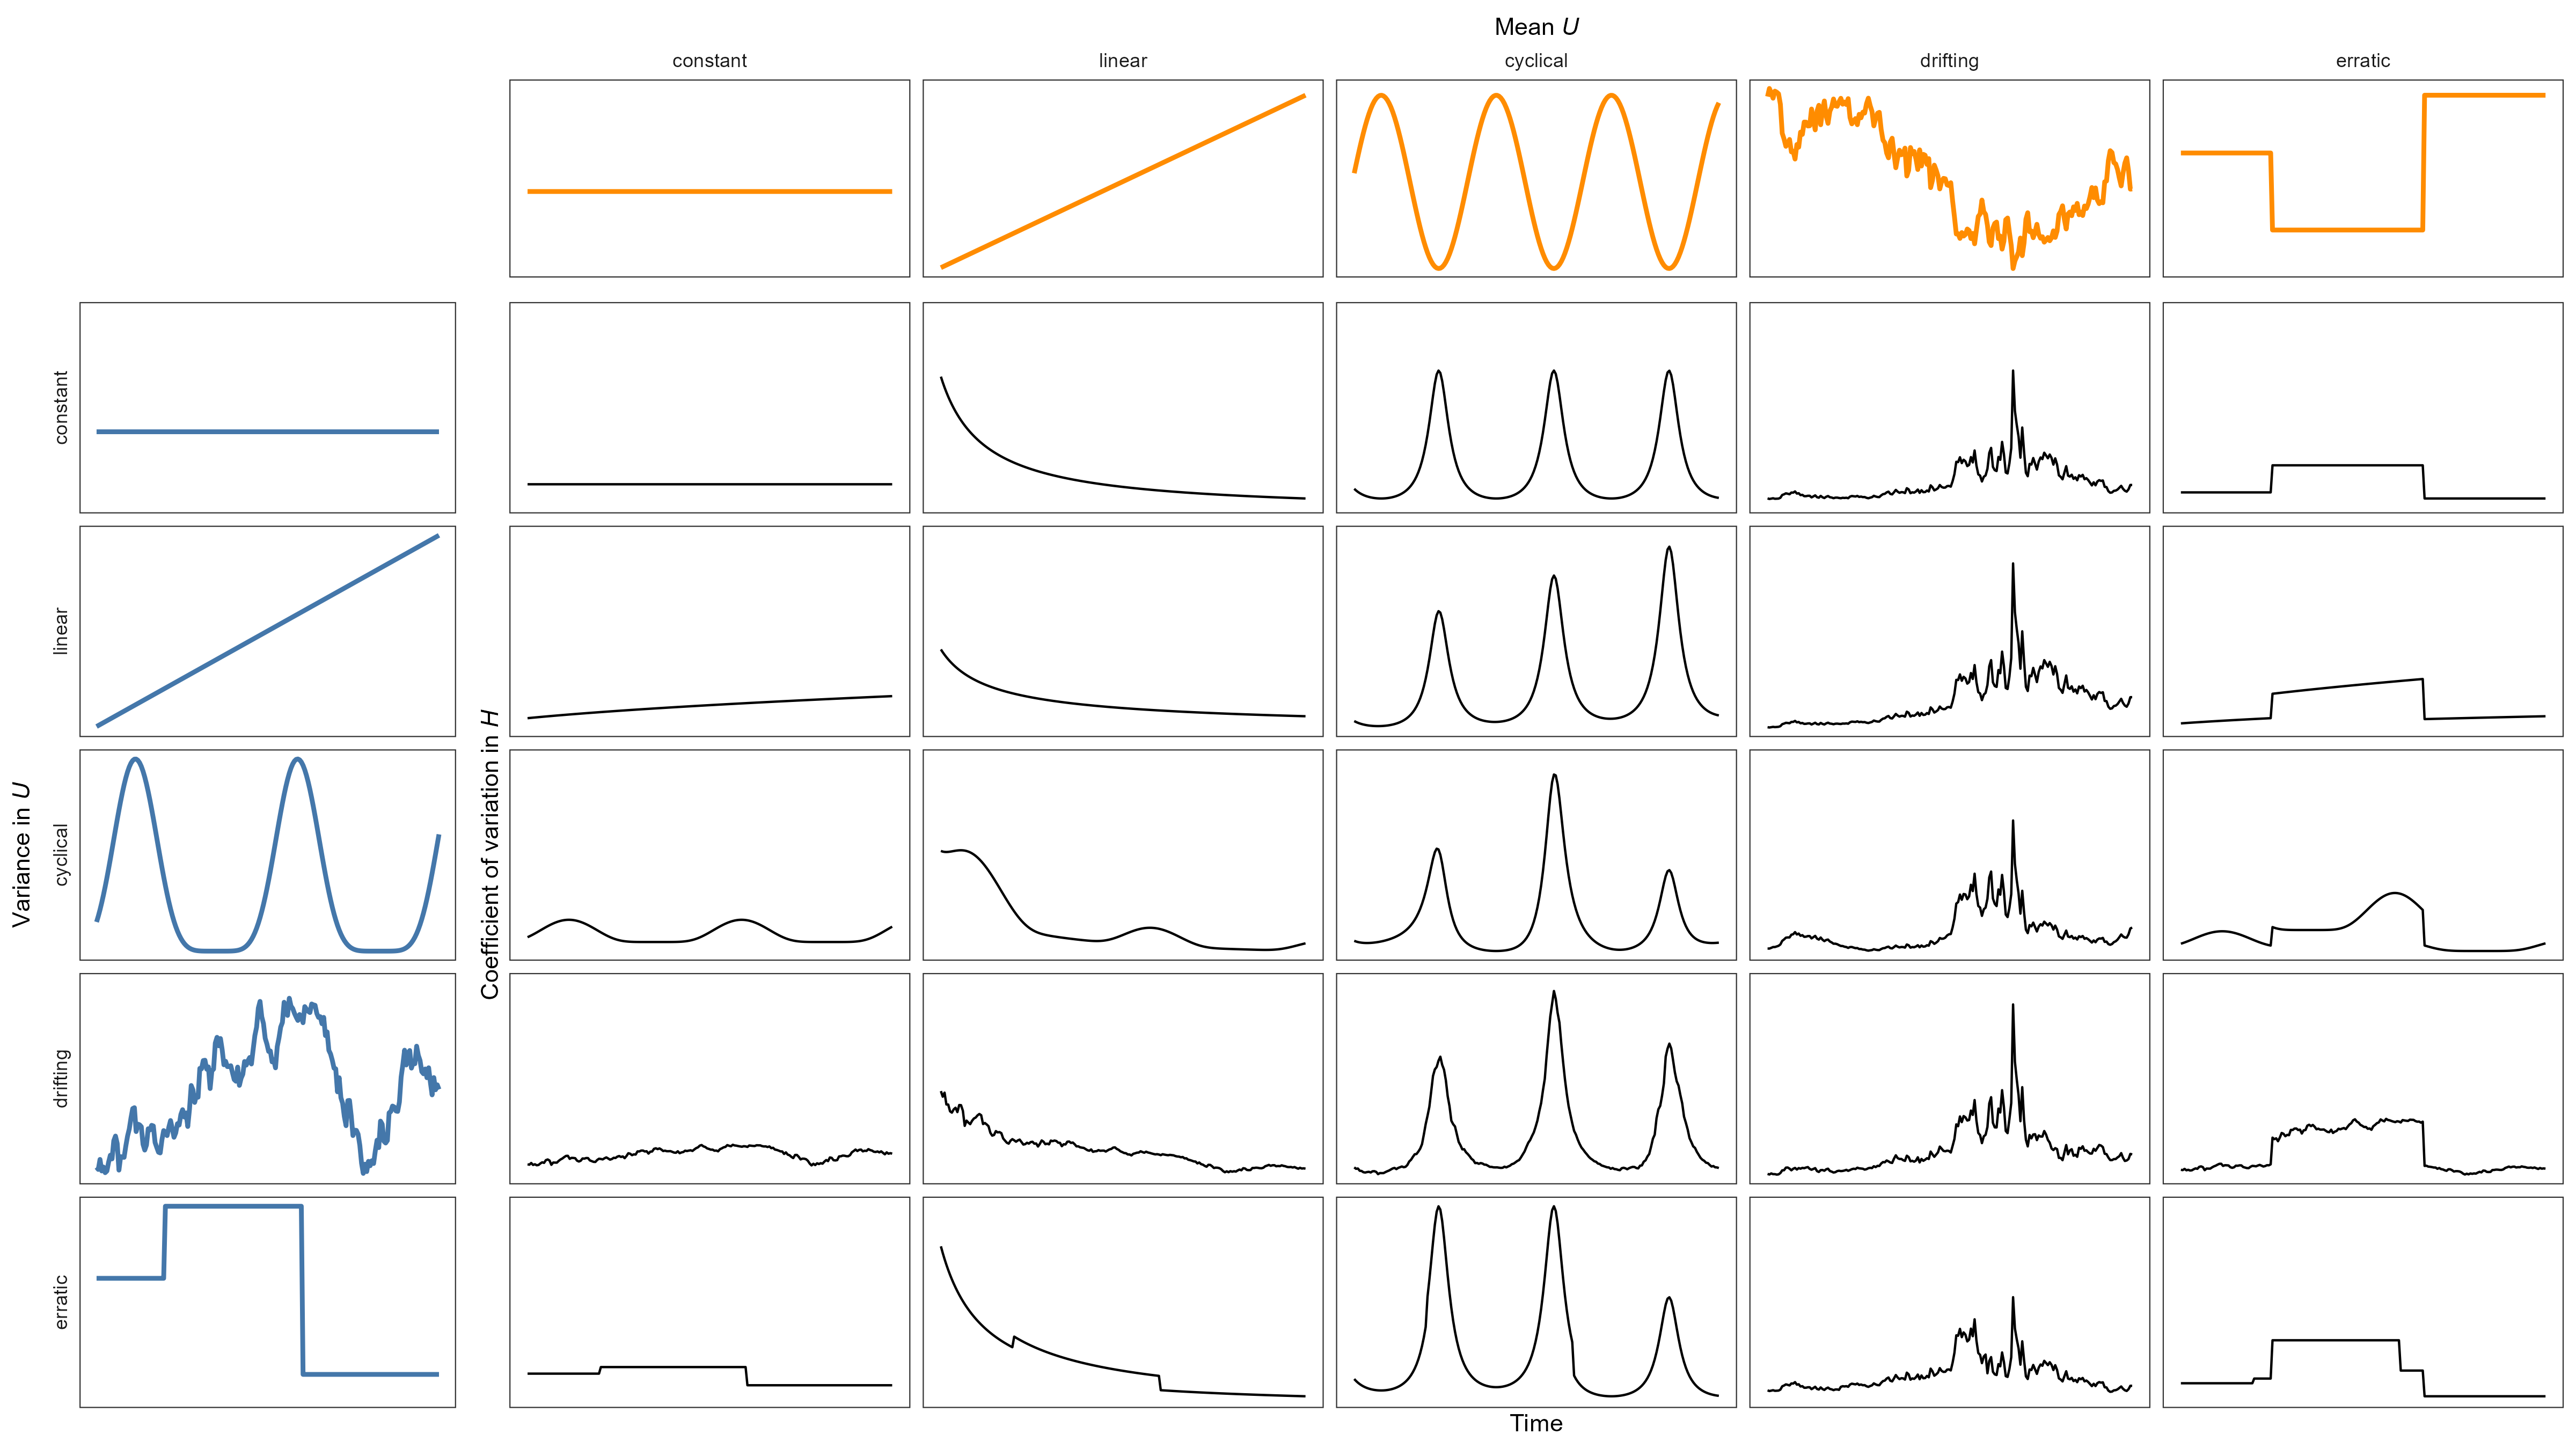 Mean U
constant
linear
cyclical
drifting
erratic
Variance in U
constant
linear
cyclical
drifting
erratic
Coefficient of variation in H
Time